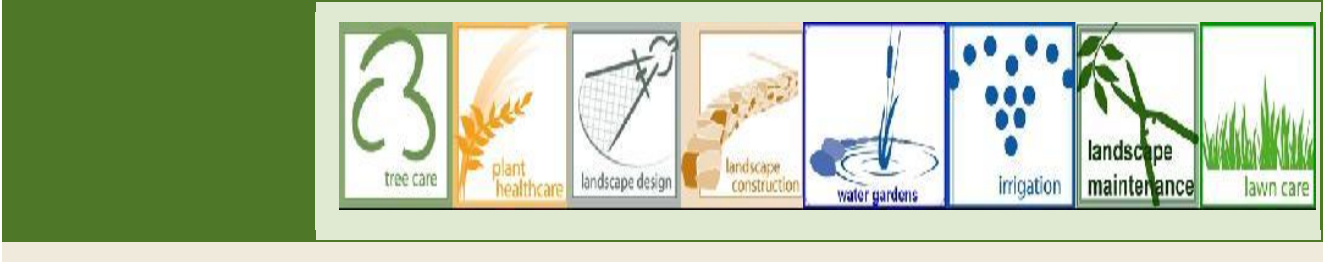 tree care
plant
healthcare
landscape design
landscape
construction
water gardens
irrigation
landscape
maintenance
lawn care